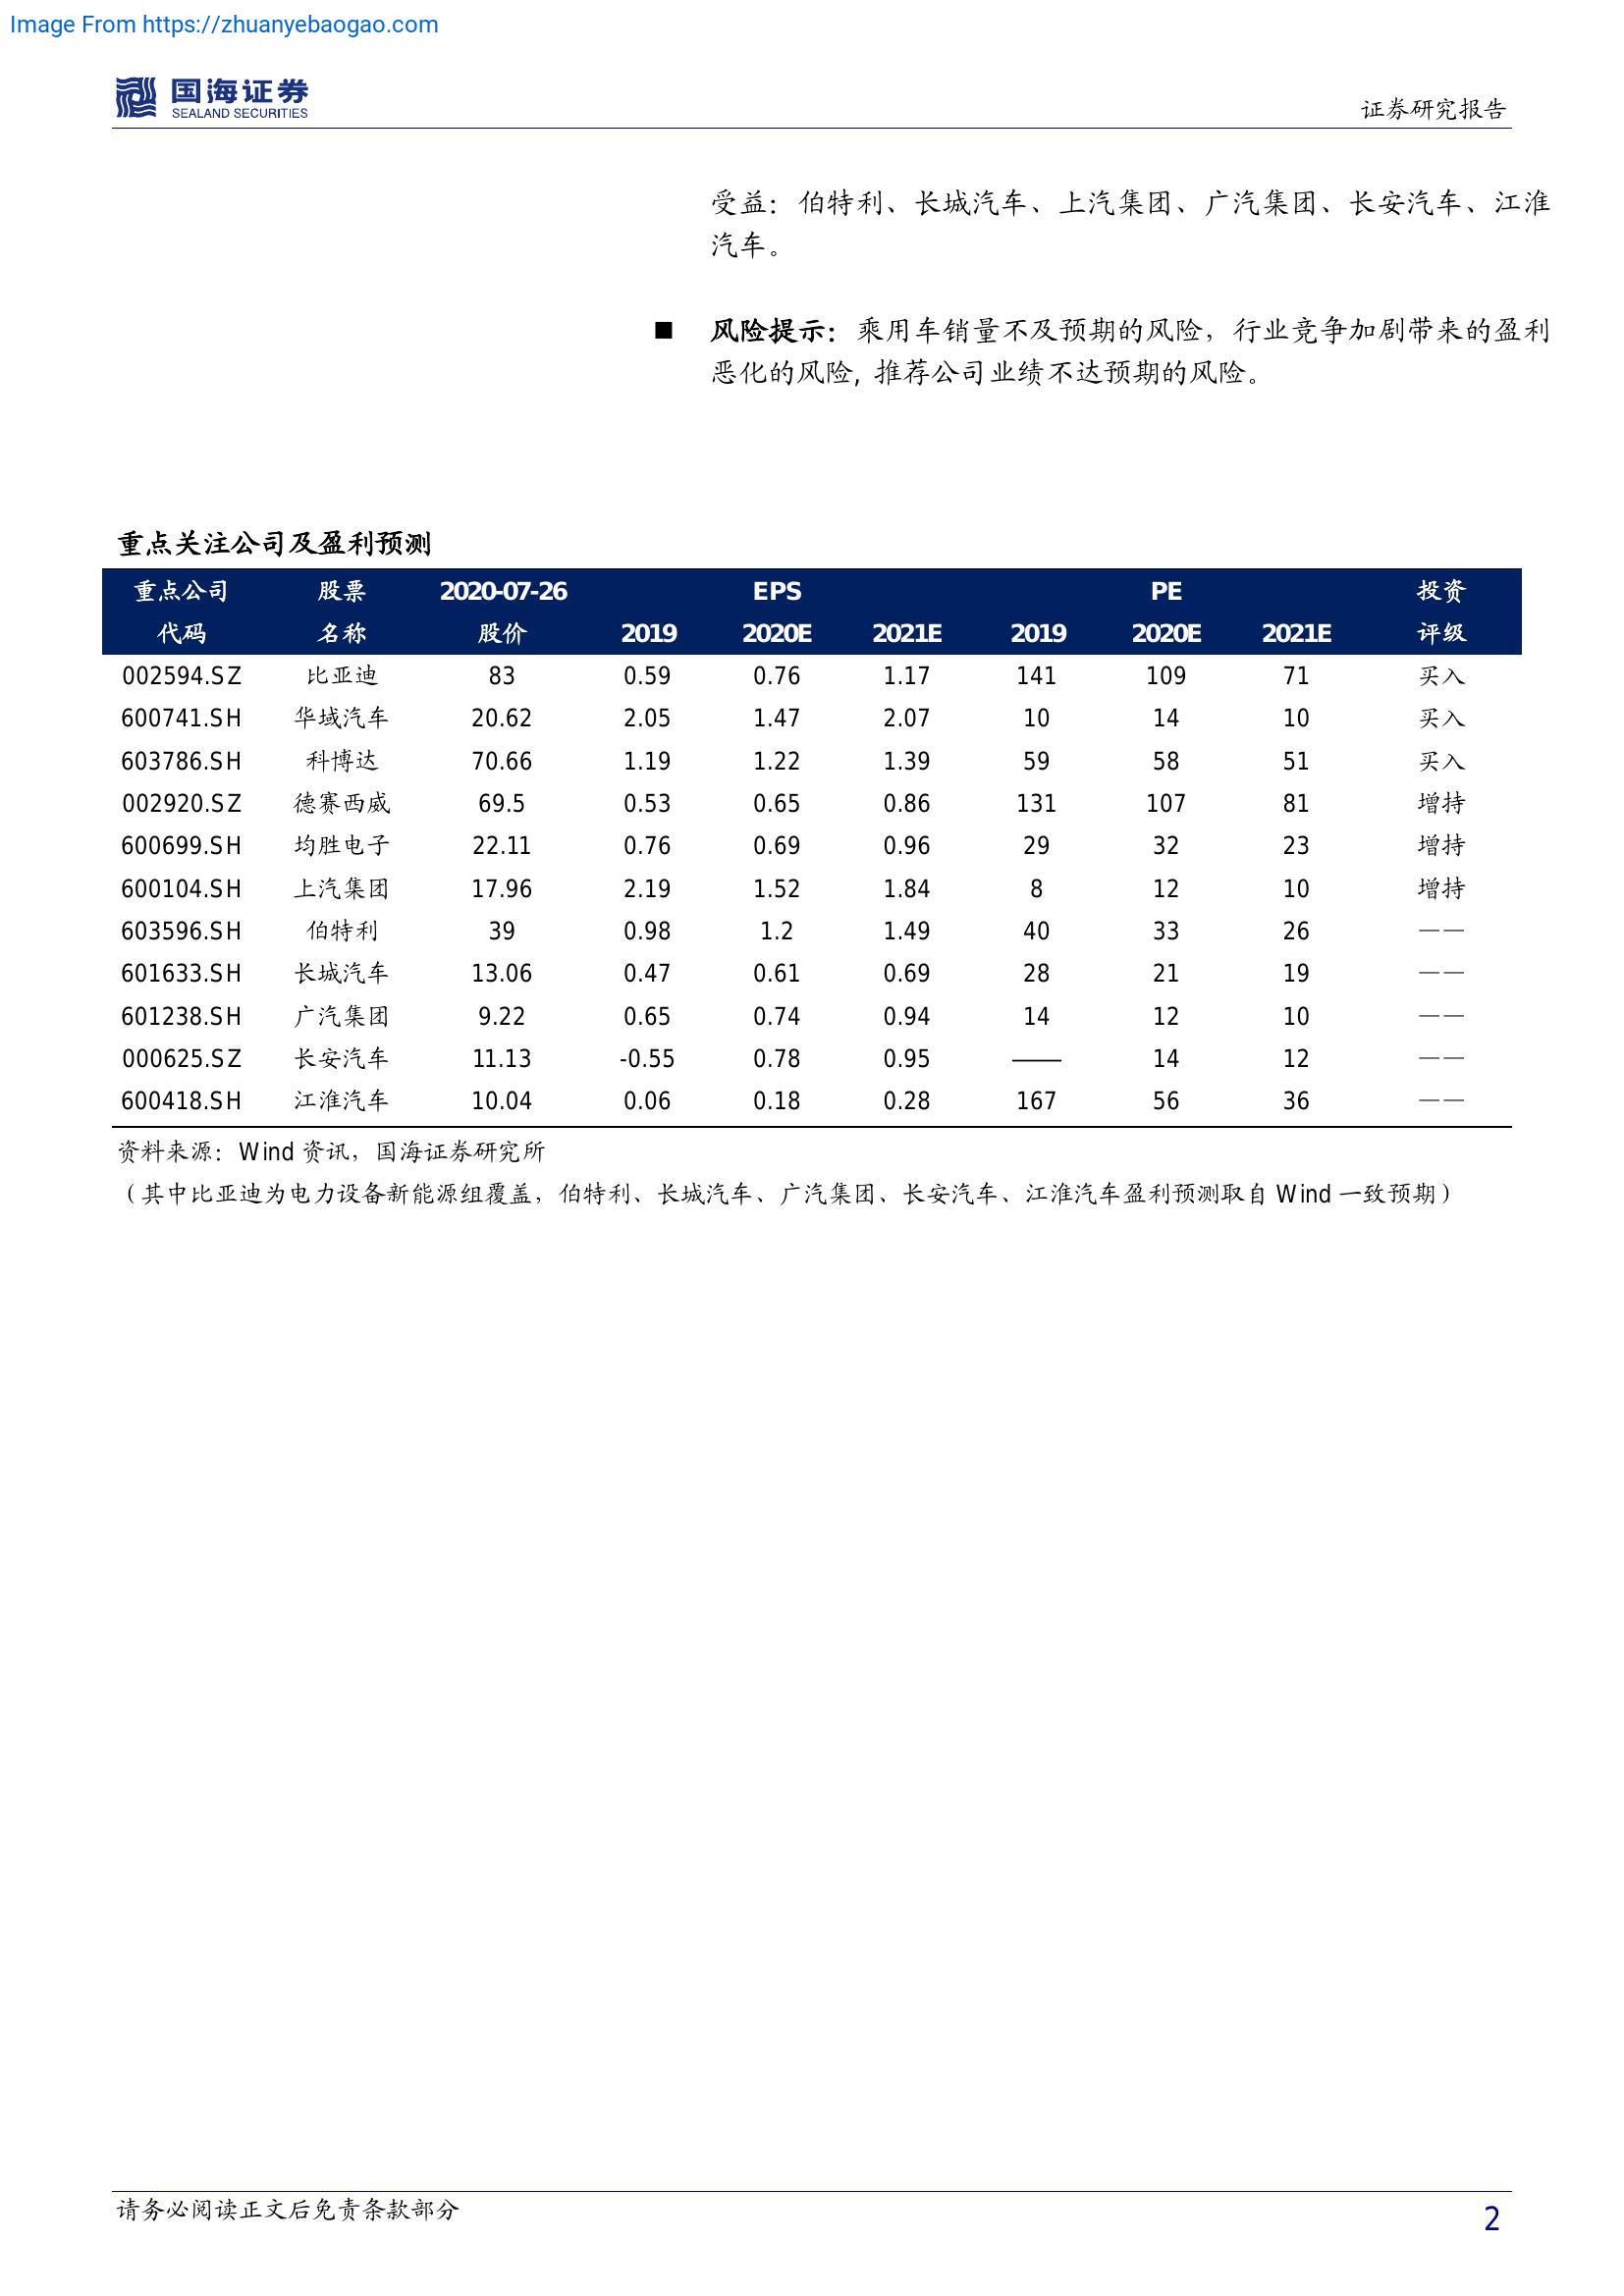 Image From https://zhuanyebaogao.com
国海证券
SEALAND SECURITIES
证券研究报告
受益：伯特利、长城汽车、上汽集团、广汽集团、长安汽车、江淮
汽车。
■ 风险提示：乘用车销量不及预期的风险，行业竞争加剧带来的盈利
恶化的风险, 推荐公司业绩不达预期的风险。
重点关注公司及盈利预测
重点公司 股票 2020-07-26 EPS PE 投资
代码 名称 股价 2019 2020E 2021E 2019 2020E 2021E 评级
002594.SZ 比亚迪 83 0.59 0.76 1.17 141 109 71 买入
600741.SH 华域汽车 20.62 2.05 1.47 2.07 10 14 10 买入
603786.SH 科博达 70.66 1.19 1.22 1.39 59 58 51 买入
002920.SZ 德赛西威 69.5 0.53 0.65 0.86 131 107 81 增持
600699.SH 均胜电子 22.11 0.76 0.69 0.96 29 32 23 增持
600104.SH 上汽集团 17.96 2.19 1.52 1.84 8 12 10 增持
603596.SH 伯特利 39 0.98 1.2 1.49 40 33 26 ——
601633.SH 长城汽车 13.06 0.47 0.61 0.69 28 21 19 ——
601238.SH 广汽集团 9.22 0.65 0.74 0.94 14 12 10 ——
000625.SZ 长安汽车 11.13 -0.55 0.78 0.95 —— 14 12 ——
600418.SH 江淮汽车 10.04 0.06 0.18 0.28 167 56 36 ——
资料来源：Wind 资讯，国海证券研究所
（其中比亚迪为电力设备新能源组覆盖，伯特利、长城汽车、广汽集团、长安汽车、江淮汽车盈利预测取自 Wind 一致预期）
请务必阅读正文后免责条款部分
2